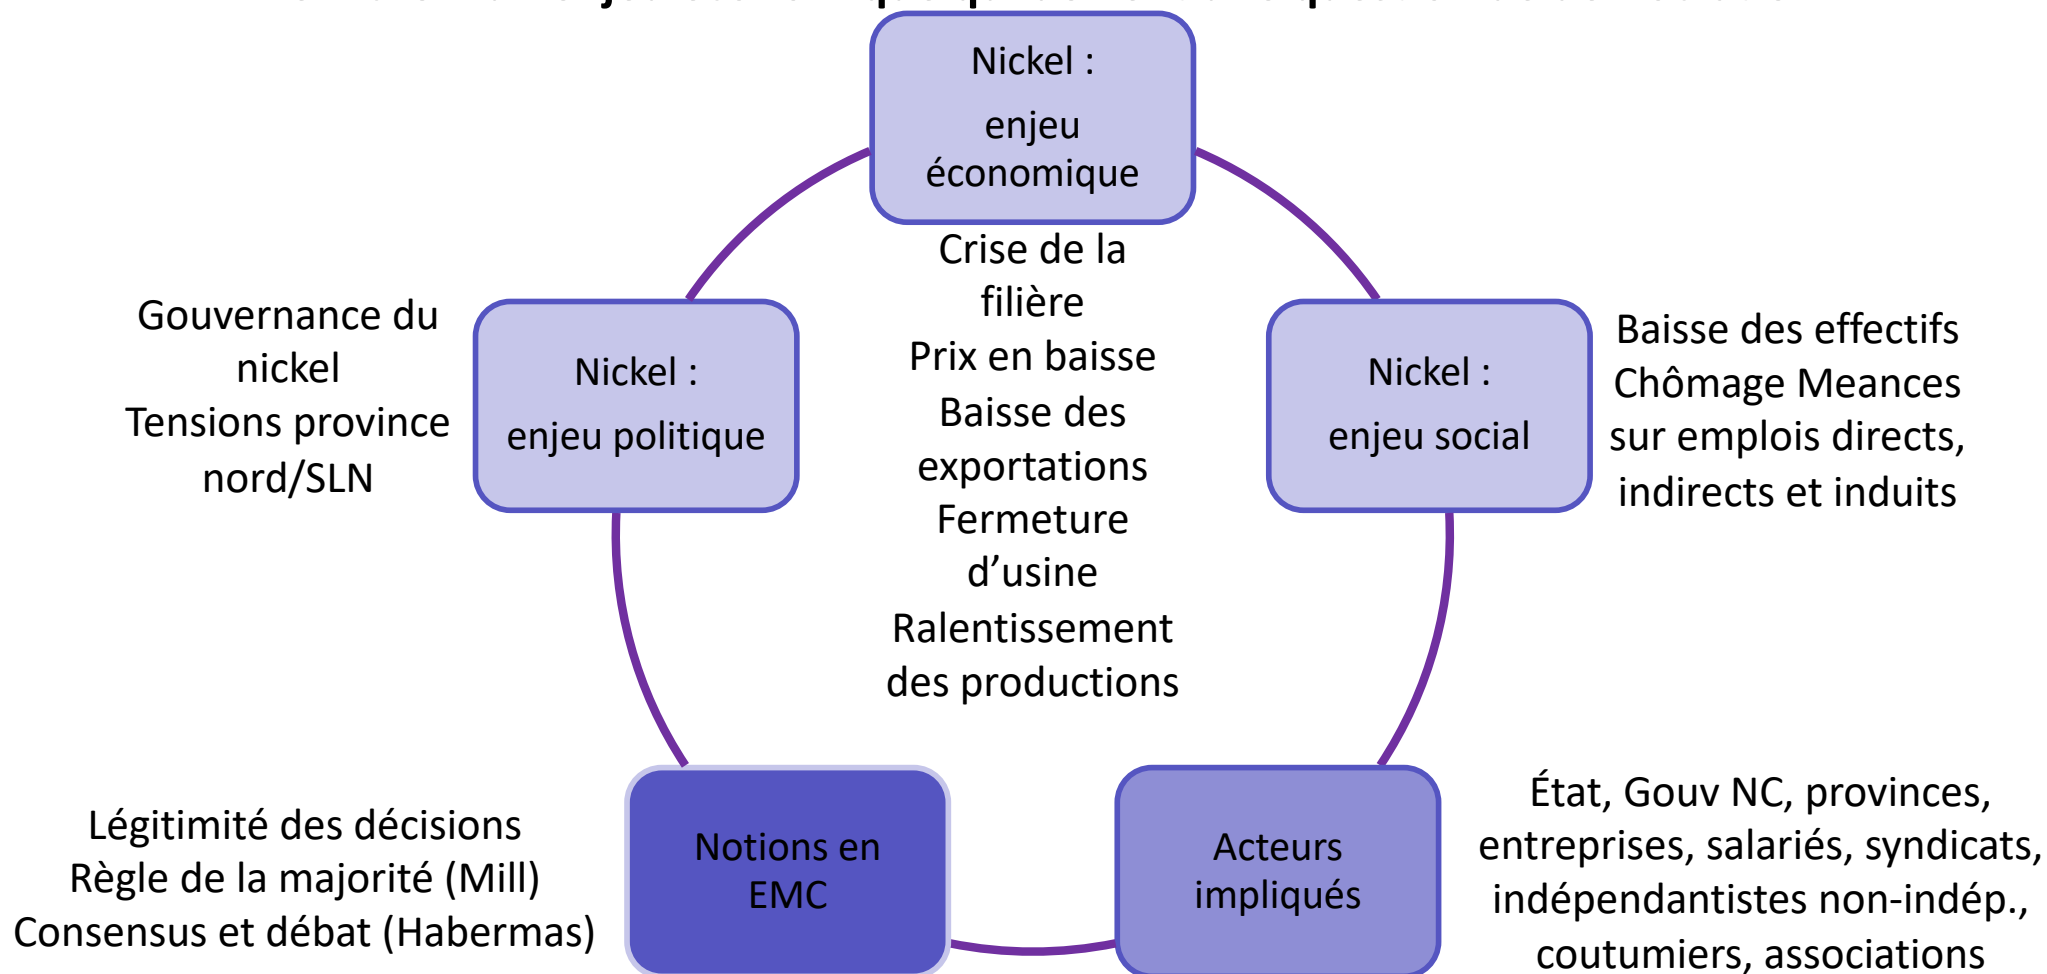 Nickel :
enjeu
économique
Crise de la
filière
Prix en baisse
Baisse des
exportations
Fermeture
d’usine
Ralentissement
des productions
Nickel :
enjeu social
Baisse des effectifs
Chômage Meances
sur emplois directs,
indirects et induits
Acteurs
impliqués
État, Gouv NC, provinces,
entreprises, salariés, syndicats,
indépendantistes non-indép.,
coutumiers, associations
Notions en
EMC
Légitimité des décisions
Règle de la majorité (Mill)
Consensus et débat (Habermas)
Nickel :
enjeu politique
Gouvernance du
nickel
Tensions province
nord/SLN